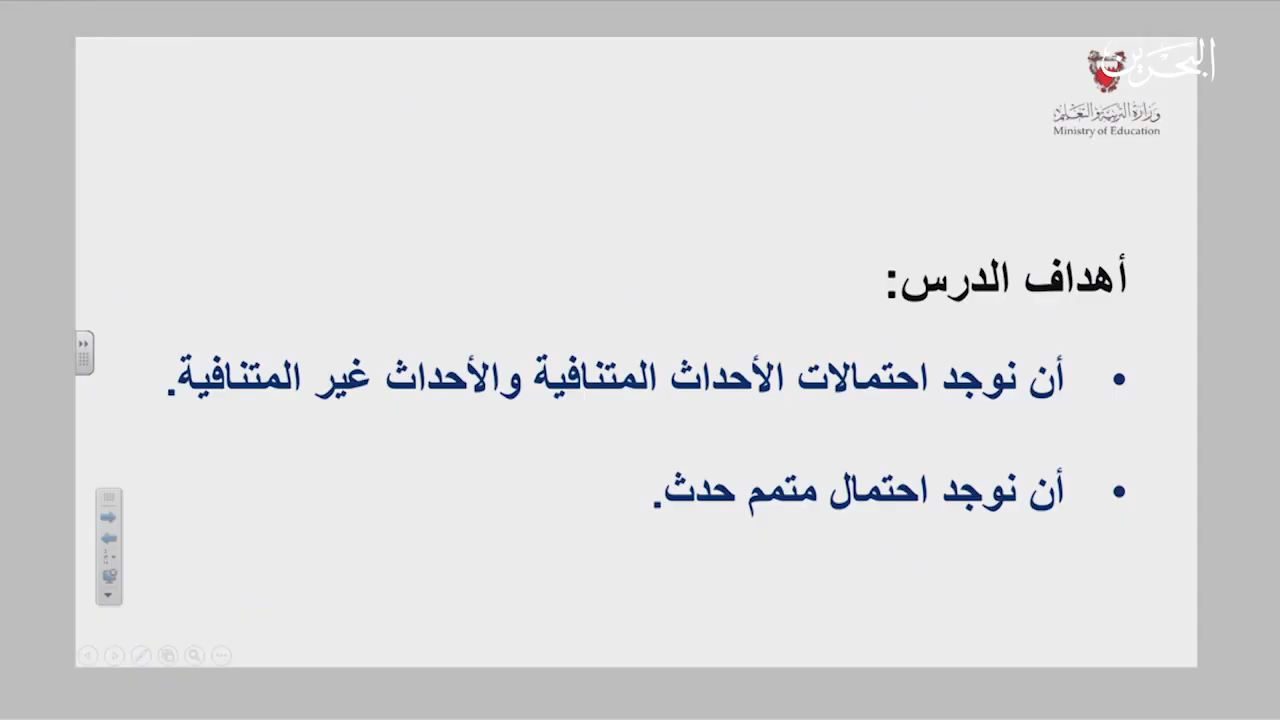 البحرين
وزارة التربية والتعليم
Ministry of Education
أهداف الدرس:
• أن نوجد احتمالات الأحداث المتنافية والأحداث غير المتنافية.
• أن نوجد احتمال متمم حدث.